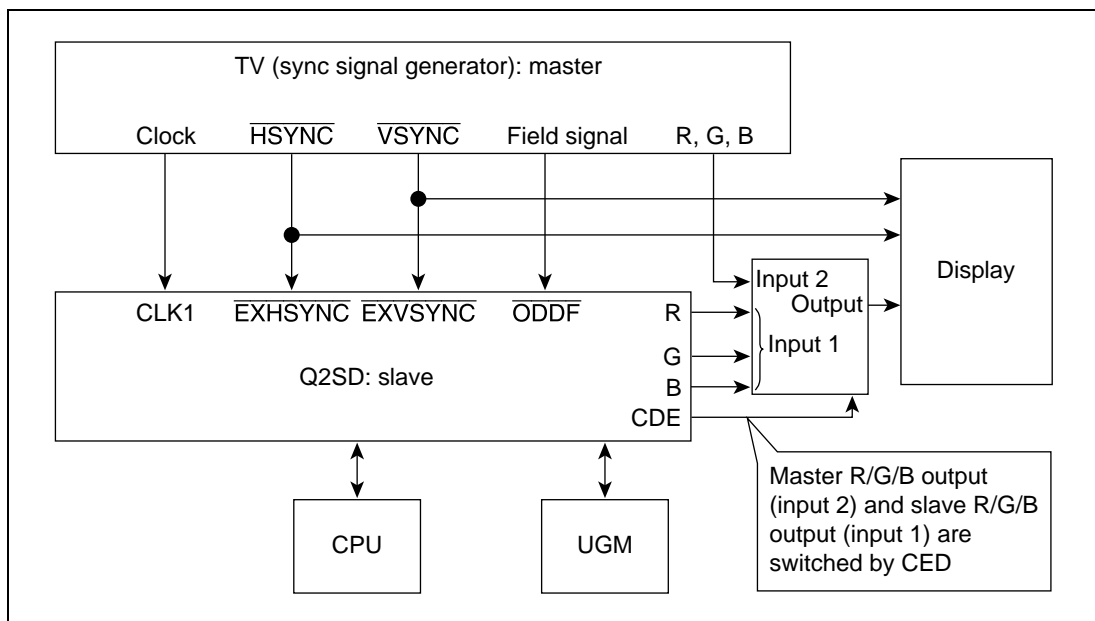 TV (sync signal generator): master
Clock
HSYNC
VSYNC
Field signal
R, G, B
Display
Input 2
Output
Input 1
CLK1
EXHSYNC
EXVSYNC
ODDF
R
G
B
CDE
Q2SD: slave
CPU
UGM
Master R/G/B output
(input 2) and slave R/G/B
output (input 1) are
switched by CED